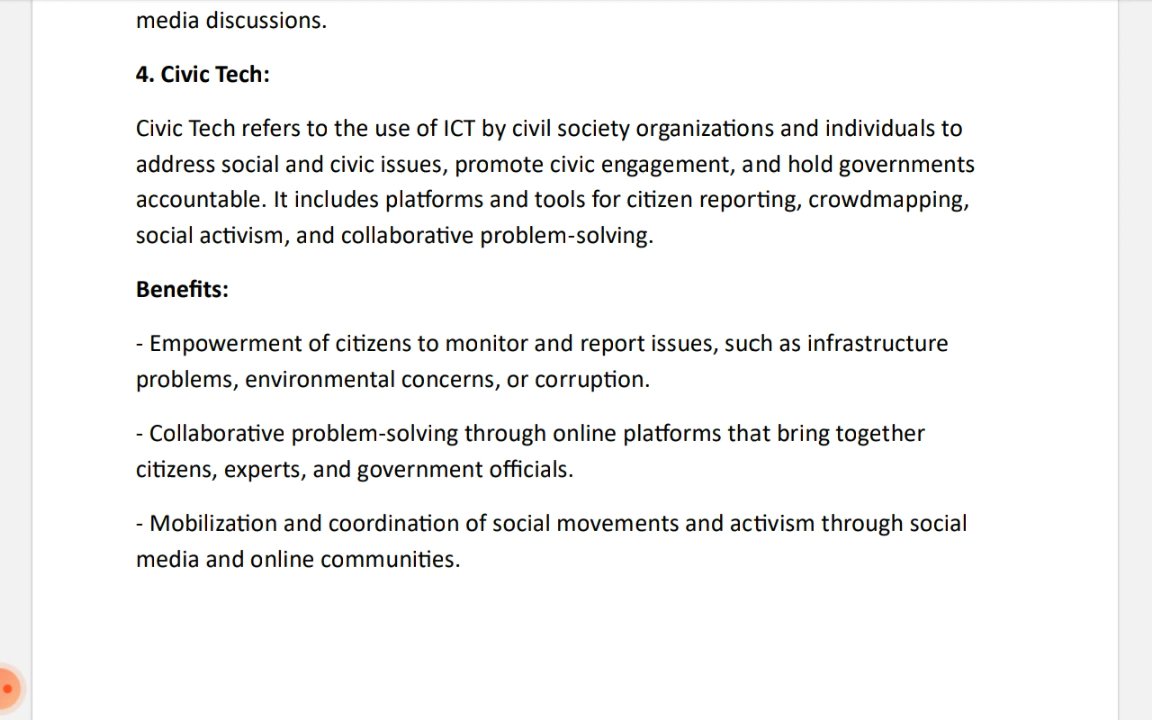 media discussions.
4. Civic Tech:
Civic Tech refers to the use of ICT by civil society organizations and individuals to
address social and civic issues, promote civic engagement, and hold governments
accountable. It includes platforms and tools for citizen reporting, crowdmapping,
social activism, and collaborative problem-solving.
Benefits:
- Empowerment of citizens to monitor and report issues, such as infrastructure
problems, environmental concerns, or corruption.
- Collaborative problem-solving through online platforms that bring together
citizens, experts, and government officials.
- Mobilization and coordination of social movements and activism through social
media and online communities.